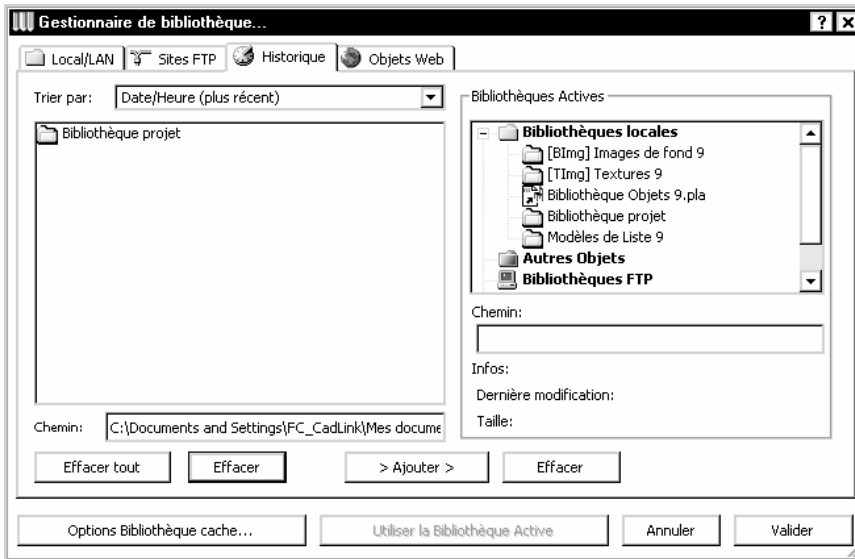 Gestionnaire de bibliothèque...
Local/LAN
Sites FTP
Historique
Objets Web
Trier par:
Date/Heure (plus récent)
Bibliothèque projet
Chemin:
C:\Documents and Settings\FC_CadLink\Mes docume
Effacer tout
Effacer
Bibliothèques Actives
Bibliothèques locales
[BImg] Images de fond 9
[TImg] Textures 9
Bibliothèque Objets 9.pla
Bibliothèque projet
Modèles de Liste 9
Autres Objets
Bibliothèques FTP
Chemin:
Infos:
Dernière modification:
Taille:
> Ajouter >
Effacer
Options Bibliothèque cache...
Utiliser la Bibliothèque Active
Annuler
Valider